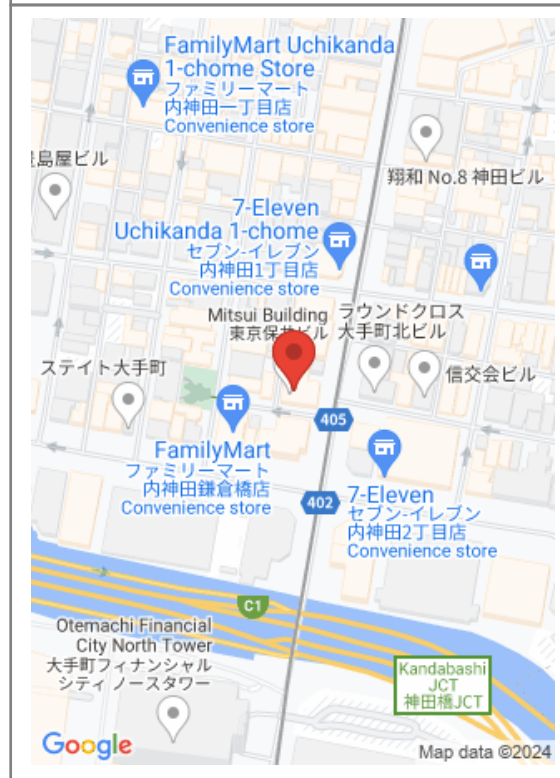 FamilyMart Uchikanda
1-chome Store
ファミリーマート
内神田一丁目店
Convenience store
島屋ビル
翔和 No.8 神田ビル
7-Eleven
Uchikanda 1-chome
セブン-イレブン
内神田1丁目店
Convenience store
Mitsui Building
東京保井ビル
ラウンドクロス
大手町北ビル
ステイト大手町
信交会ビル
405
FamilyMart
ファミリーマート
内神田鎌倉橋店
Convenience store
402
7-Eleven
セブン-イレブン
内神田2丁目店
Convenience store
C1
Otemachi Financial
City North Tower
大手町フィナンシャル
シティ ノースタワー
Kandabashi
JCT
神田橋JCT
Google
Map data ©2024